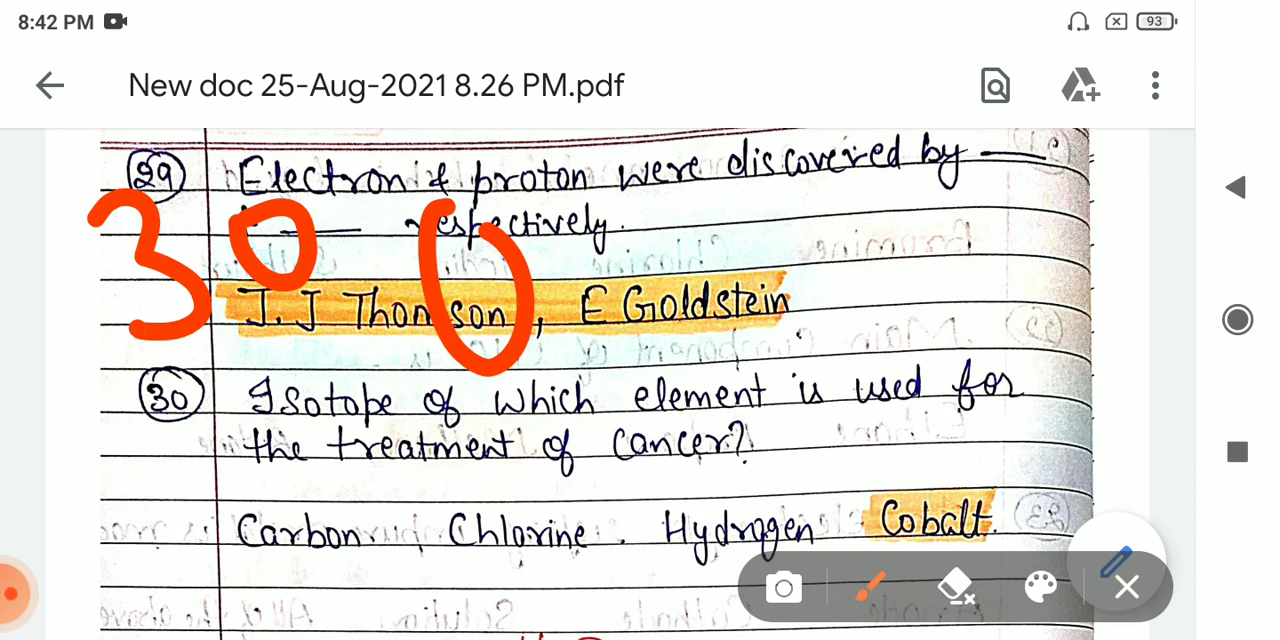 8:42 PM
93
New doc 25-Aug-2021 8.26 PM.pdf
29 Electron & proton were discovered by ——
—— respectively.
30
J.J Thomson, E Goldstein
30 Isotope of which element is used for
the treatment of cancer?
Carbon Chlorine. Hydrogen Cobalt.